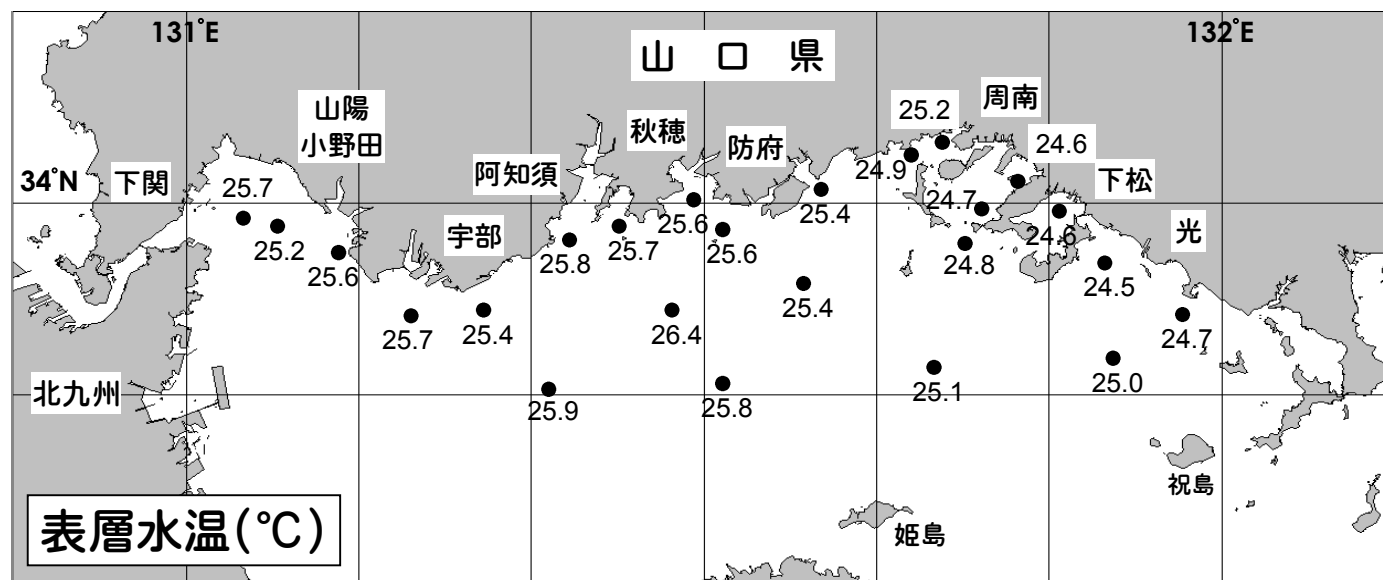 131°E
132°E
山口県
山陽
小野田
秋穂
防府
25.2
周南
24.6
34°N
下関
25.7
阿知須
24.9
下松
25.2
25.6
宇部
25.8
25.7
25.6
25.6
25.4
24.7
24.8
24.6
光
24.5
25.7
25.4
26.4
25.4
24.7
北九州
25.9
25.8
25.1
25.0
祝島
姫島
表層水温(℃)